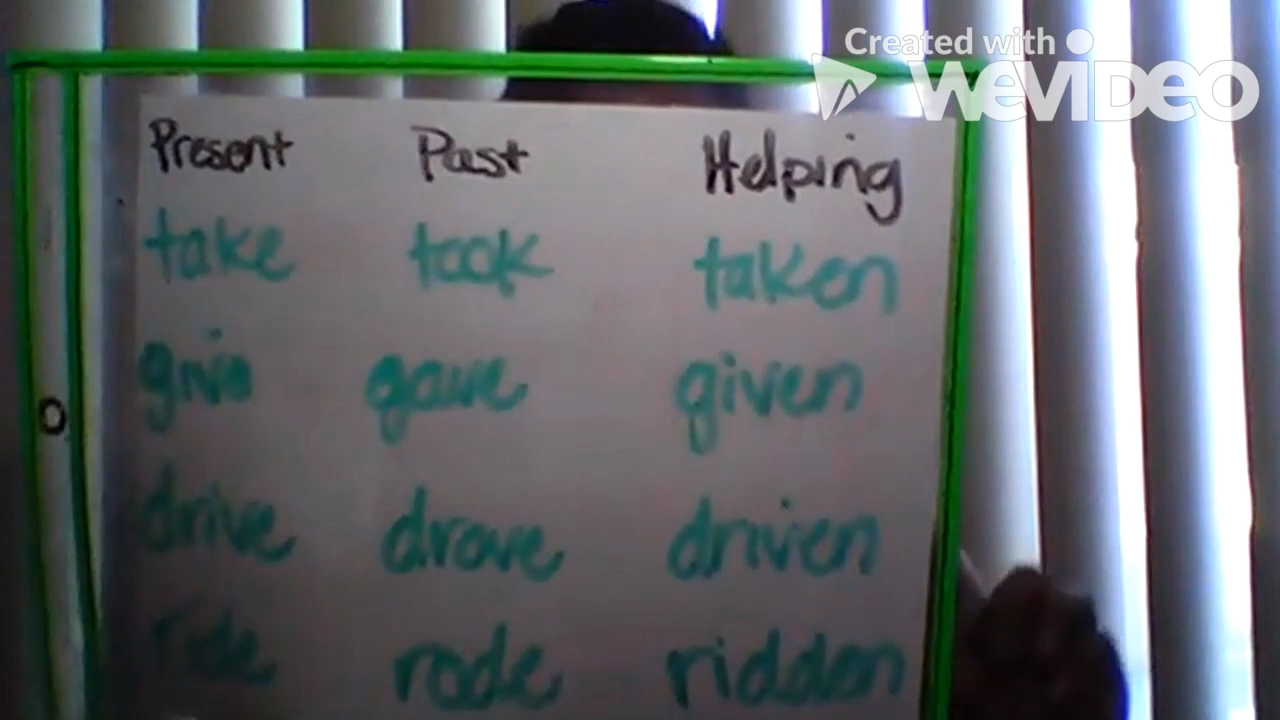 Created with
WEVIDEO
Present Past Helping
take took taken
give gave given
O
drive drove driven
ride rode ridden